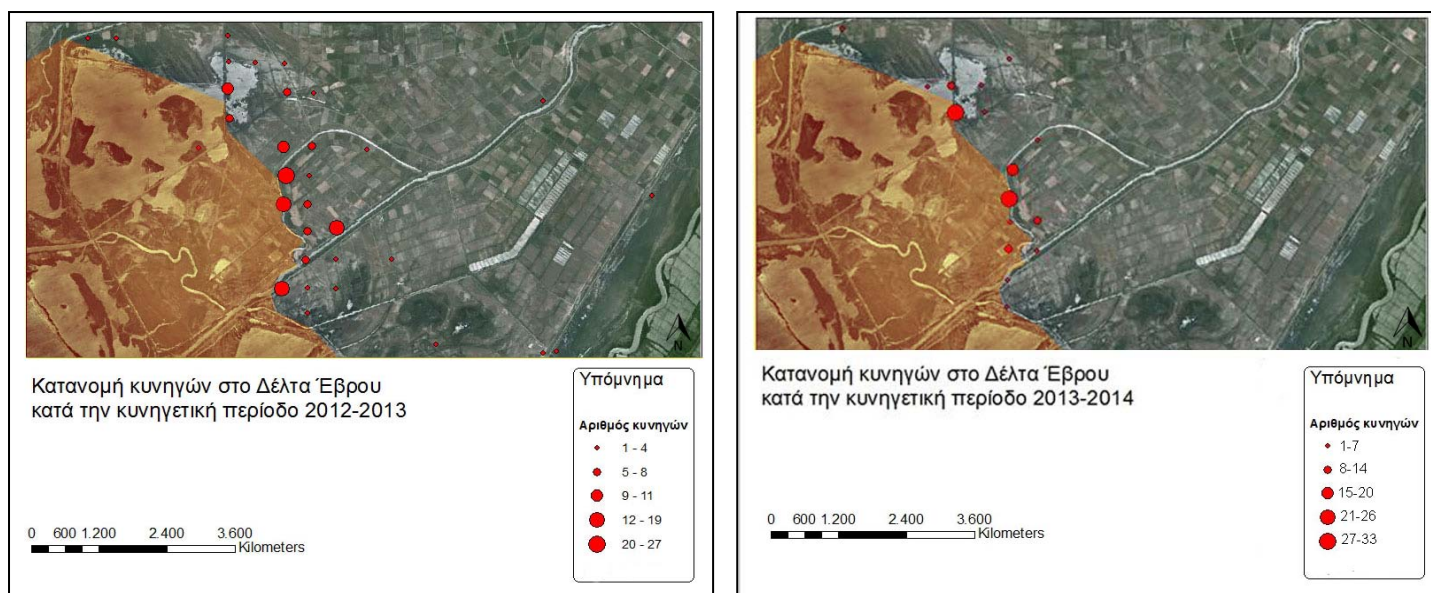 N
Κατανομή κυνηγών στο Δέλτα Έβρου
κατά την κυνηγετική περίοδο 2012-2013
Υπόμνημα
Αριθμός κυνηγών
1 - 4
5 - 8
9 - 11
12 - 19
20 - 27
0 600 1.200 2.400 3.600
Kilometers
N
Κατανομή κυνηγών στο Δέλτα Έβρου
κατά την κυνηγετική περίοδο 2013-2014
Υπόμνημα
Αριθμός κυνηγών
1-7
8-14
15-20
21-26
27-33
0 600 1.200 2.400 3.600
Kilometers